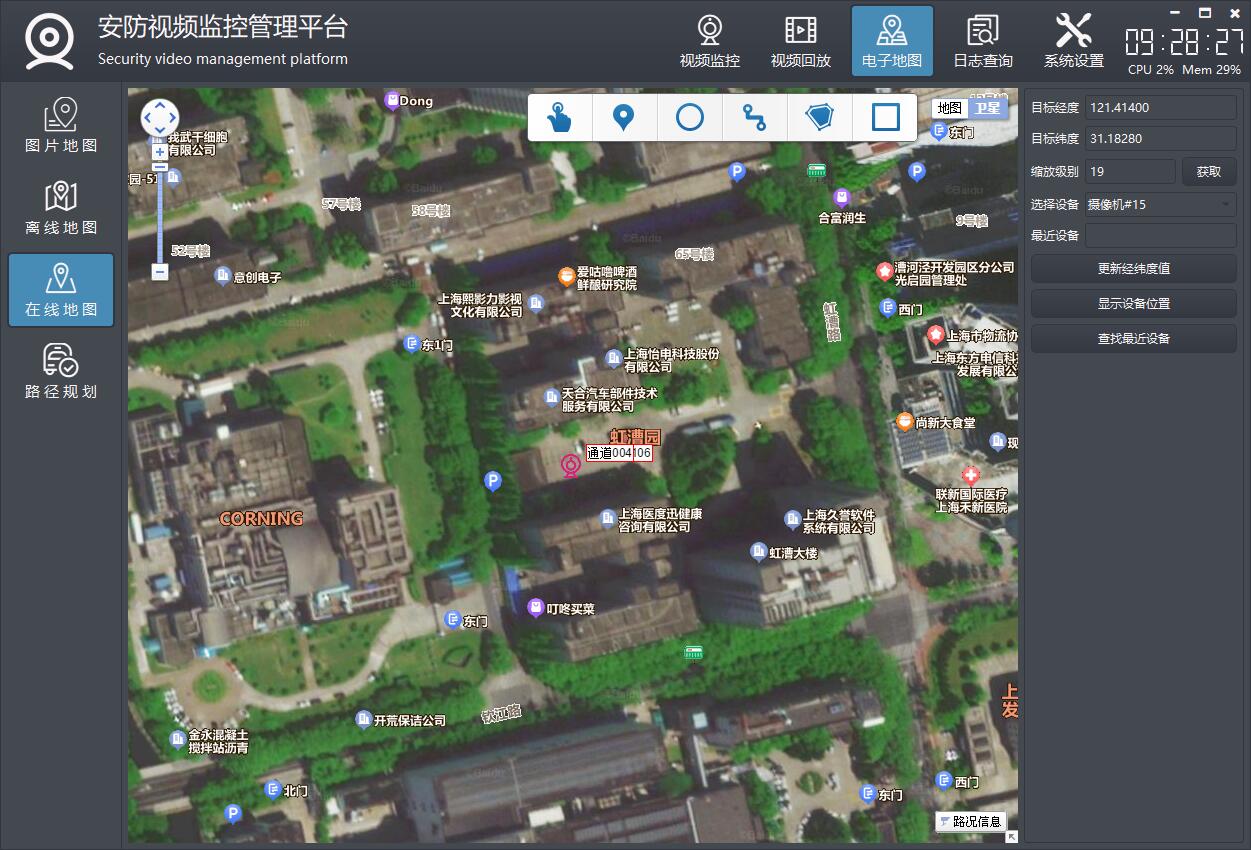 安防视频监控管理平台
Security video management platform
视频监控
视频回放
电子地图
日志查询
系统设置
09:28:27
CPU 2% Mem 29%
图片地图
离线地图
在线地图
路径规划
Dong
我武干细胞
有限公司
园-51
57号楼
58号楼
52号楼
意创电子
地图
卫星
东门
合富润生
9号楼
65号楼
爱咕噜啤酒
鲜酿研究院
上海熙影力影视
文化有限公司
漕河泾开发园区分公司
光启园管理处
西门
虹漕路
东1门
上海怡电科技股份
有限公司
上海市物流协
上海东方电信科
发展有限公
天合汽车部件技术
服务有限公司
尚新大食堂
虹漕园
通道004
06
现
P
联新国际医疗
上海禾新医院
CORNING
上海医度迅健康
咨询有限公司
上海久誉软件
系统有限公司
虹漕大楼
叮咚买菜
东门
钦江路
开荒保洁公司
金永混凝土
搅拌站沥青
上
发
北门
P
东门
西门
路况信息
©Baidu
目标经度
121.41400
目标纬度
31.18280
缩放级别
19
获取
选择设备
摄像机#15
最近设备
更新经纬度值
显示设备位置
查找最近设备